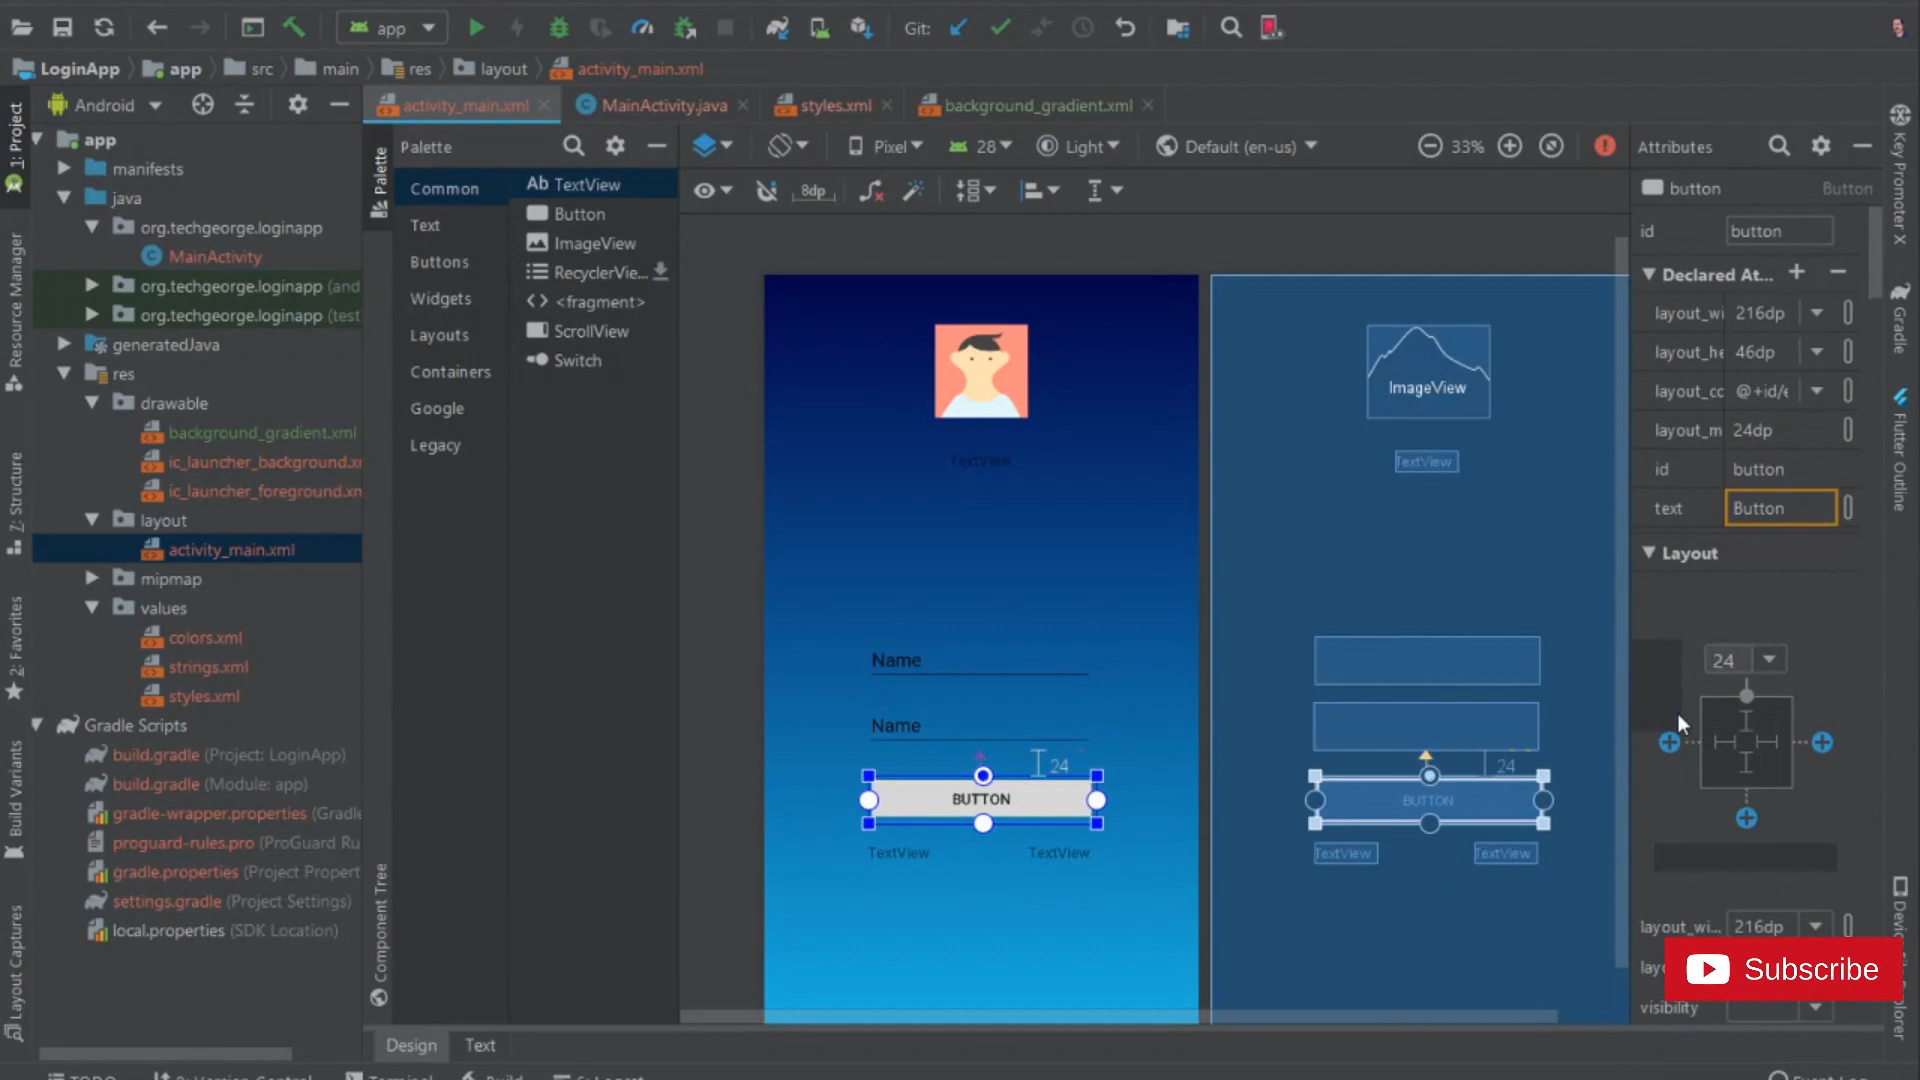 app
Git:
LoginApp
app
src
main
res
layout
activity_main.xml
1: Project
Resource Manager
7: Structure
2: Favorites
Build Variants
Layout Captures
Android
app
manifests
java
org.techgeorge.loginapp
MainActivity
org.techgeorge.loginapp (and
org.techgeorge.loginapp (test
generatedJava
res
drawable
background_gradient.xml
ic_launcher_background.x
ic_launcher_foreground.xm
layout
activity_main.xml
mipmap
values
colors.xml
strings.xml
styles.xml
Gradle Scripts
build.gradle (Project: LoginApp)
build.gradle (Module: app)
gradle-wrapper.properties (Gradle
proguard-rules.pro (ProGuard Ru
gradle.properties (Project Propert
settings.gradle (Project Settings)
local.properties (SDK Location)
activity_main.xml
MainActivity.java
styles.xml
background_gradient.xml
Palette
Component Tree
Palette
Common
Text
Buttons
Widgets
Layouts
Containers
Google
Legacy
Ab TextView
Button
ImageView
RecyclerVie...
<fragment>
ScrollView
Switch
Pixel
28
Light
Default (en-us)
33%
8dp
TextView
Name
Name
24
BUTTON
TextView
TextView
ImageView
TextView
24
BUTTON
TextView
TextView
Design
Text
Attributes
button
Button
id
button
Declared At...
layout_wi
216dp
layout_he
46dp
layout_co
@+id/e
layout_m
24dp
id
button
text
Button
Layout
24
layout_wi...
216dp
layo
visibility
Subscribe
Key Promoter X
Gradle
Flutter Outline